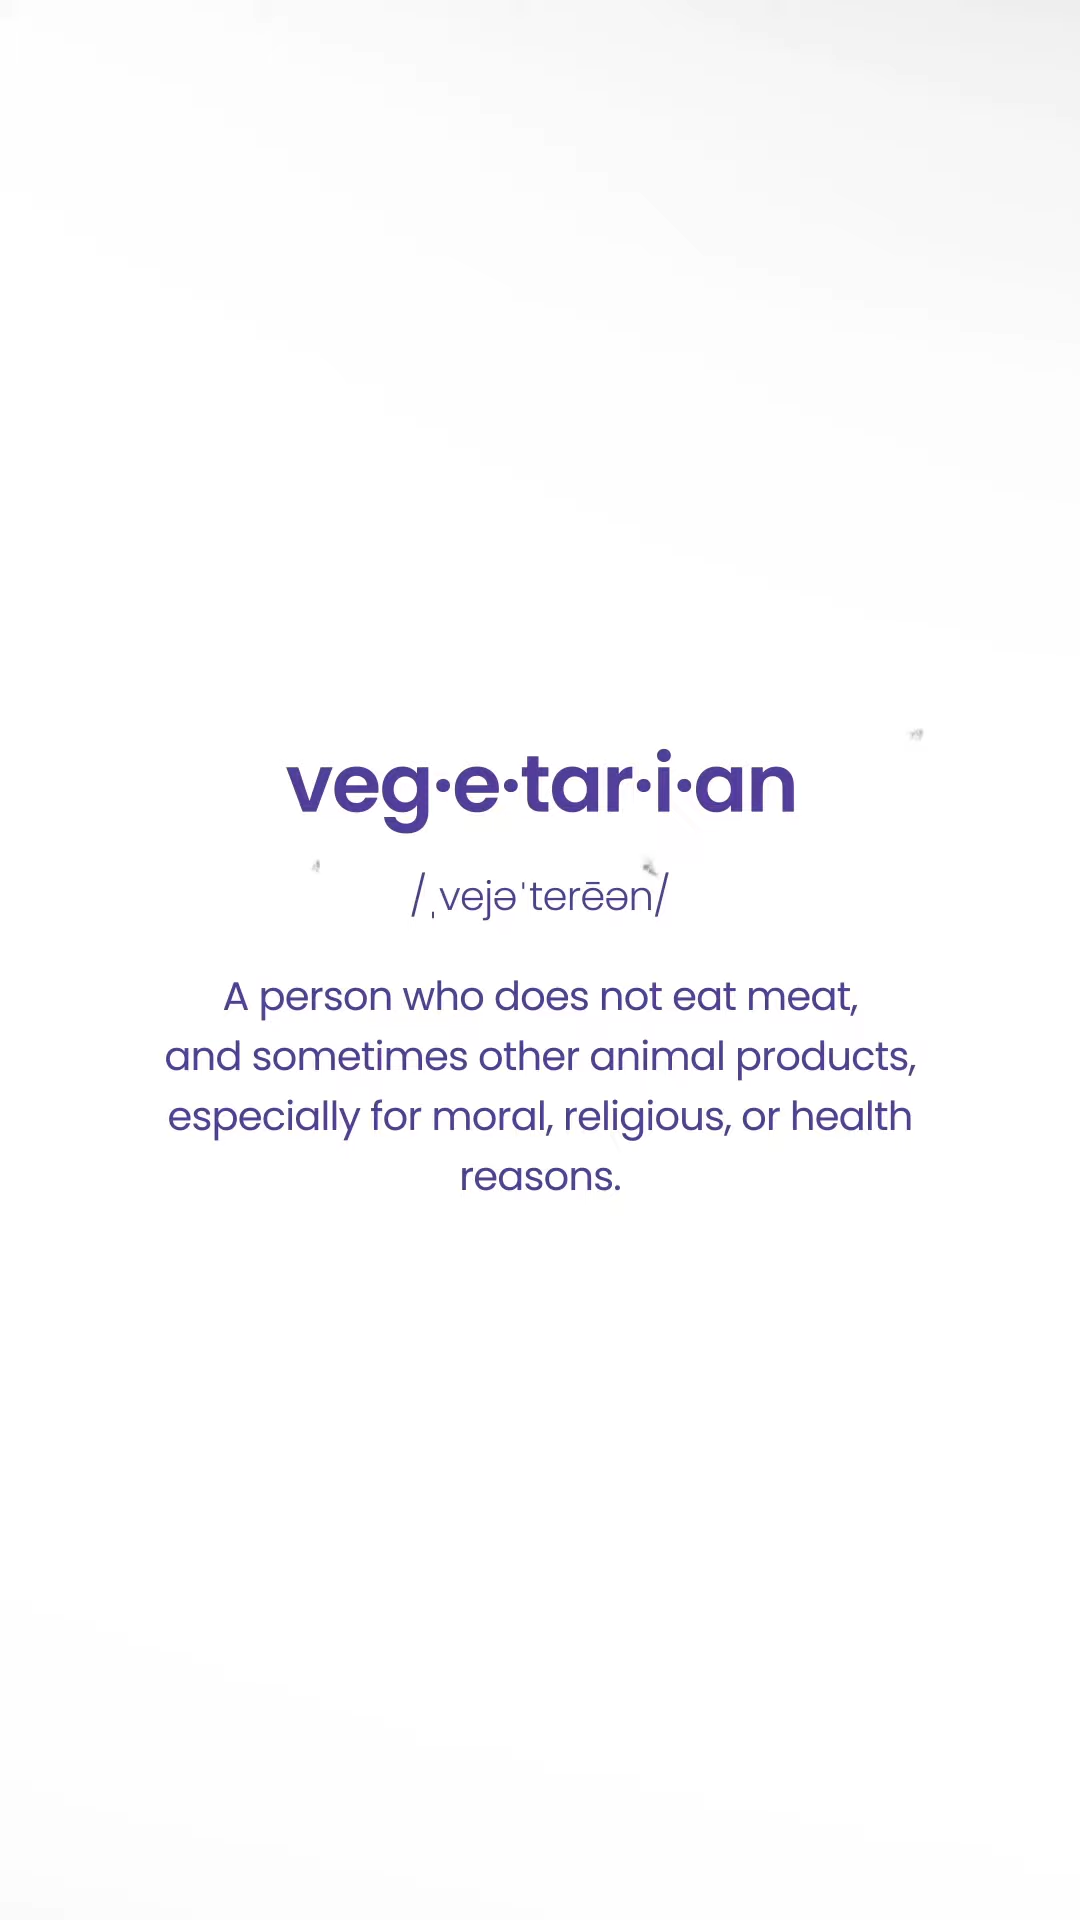 veg·e·tar·i·an
/ˌvejəˈterēən/
A person who does not eat meat,
and sometimes other animal products,
especially for moral, religious, or health
reasons.